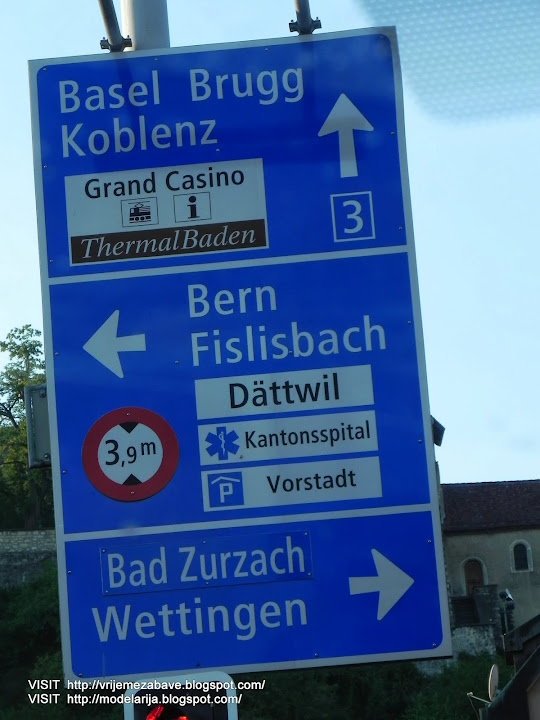 Basel Brugg
Koblenz
Grand Casino
i
ThermalBaden
3
Bern
Fislisbach
Dättwil
3,9m
Kantonsspital
P Vorstadt
Bad Zurzach
Wettingen
VISIT http://vrijemezabave.blogspot.com/
VISIT http://modelarija.blogspot.com/